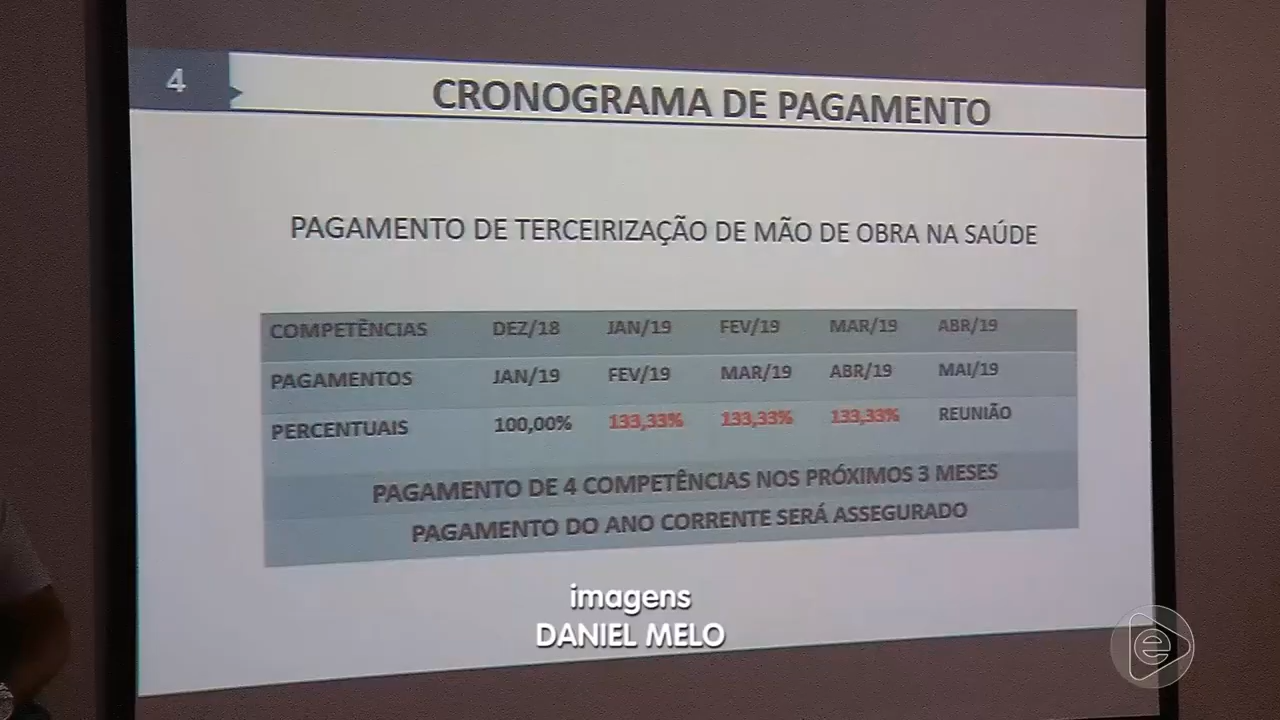 4
CRONOGRAMA DE PAGAMENTO
PAGAMENTO DE TERCEIRIZAÇÃO DE MÃO DE OBRA NA SAÚDE
COMPETÊNCIAS DEZ/18 JAN/19 FEV/19 MAR/19 ABR/19
PAGAMENTOS JAN/19 FEV/19 MAR/19 ABR/19 MAI/19
PERCENTUAIS 100,00% 133,33% 133,33% 133,33% REUNIÃO
PAGAMENTO DE 4 COMPETÊNCIAS NOS PRÓXIMOS 3 MESES
PAGAMENTO DO ANO CORRENTE SERÁ ASSEGURADO
imagens
DANIEL MELO
e